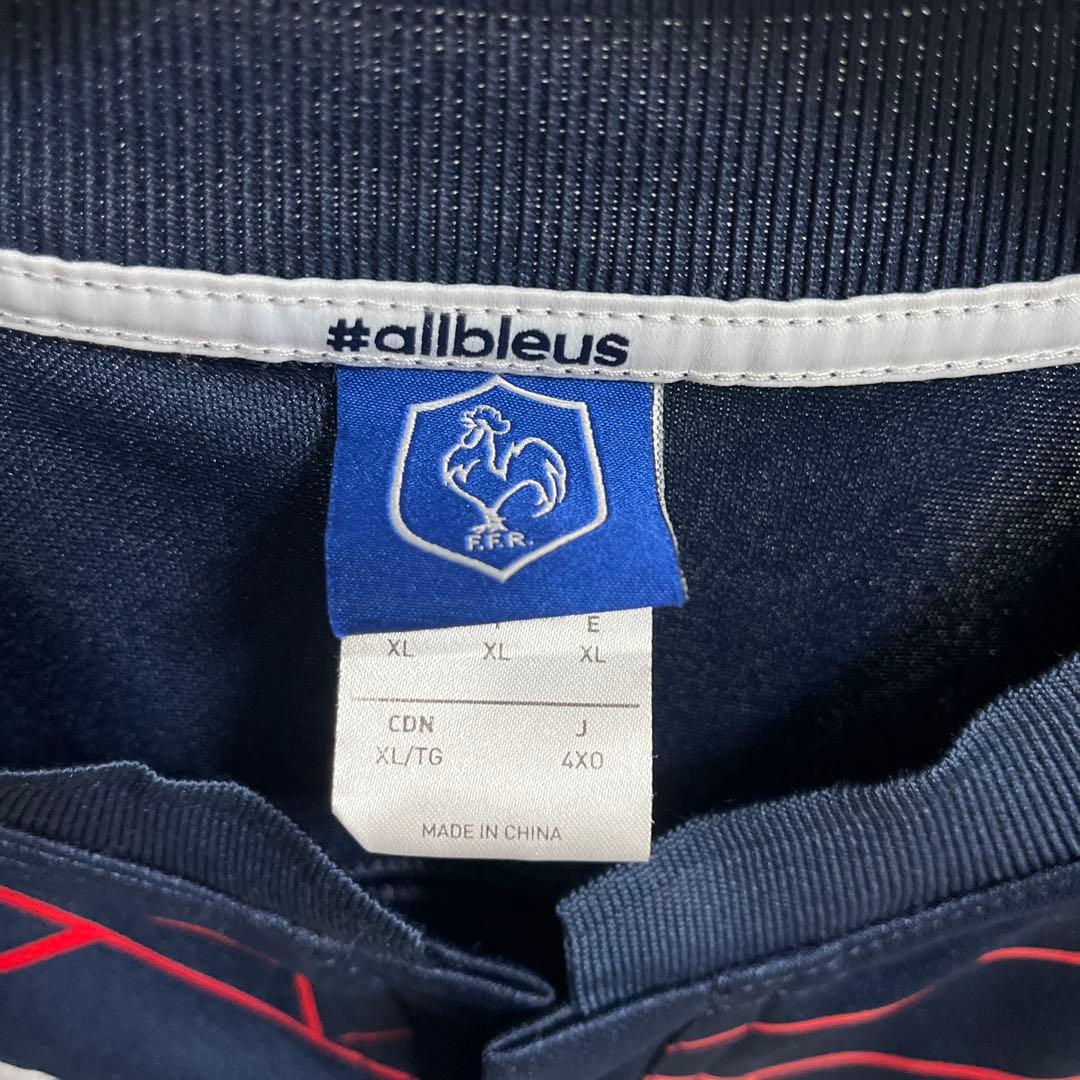 #allbleus
F.F.R.
E
XL XL XL
CDN J
XL/TG 4XO
MADE IN CHINA